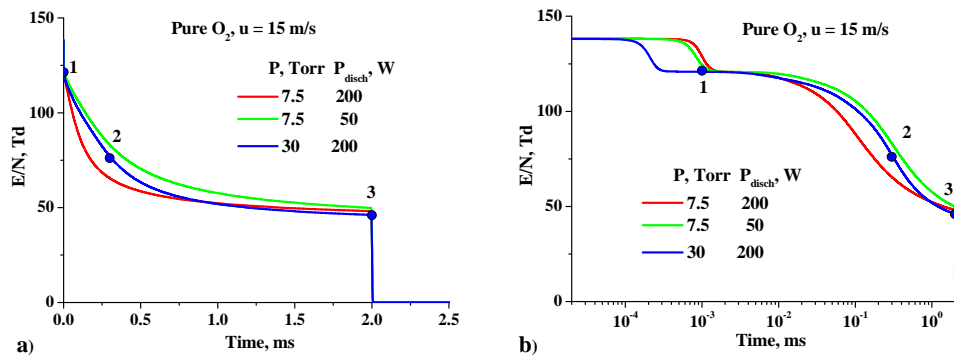 Pure O₂, u = 15 m/s
P, Torr P_disch, W
7.5 200
7.5 50
30 200
1
2
3
150
100
50
0
E/N, Td
0.0 0.5 1.0 1.5 2.0 2.5
Time, ms
a)
Pure O₂, u = 15 m/s
1
2
3
P, Torr P_disch, W
7.5 200
7.5 50
30 200
150
100
50
0
E/N, Td
10⁻⁴ 10⁻³ 10⁻² 10⁻¹ 10⁰
Time, ms
b)